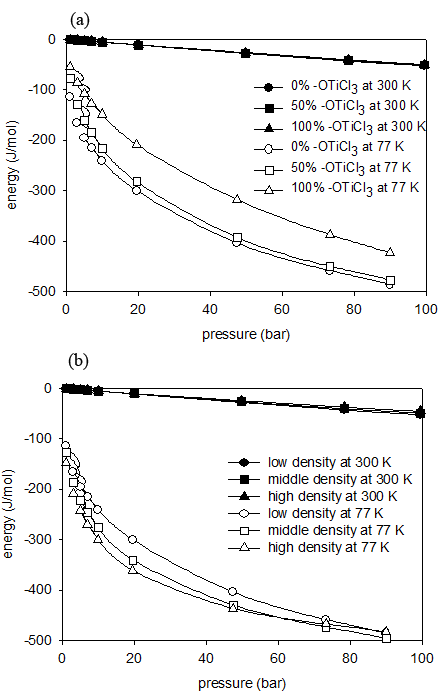 (a)
0
-100
-200
-300
-400
-500
energy (J/mol)
0% -OTiCl3 at 300 K
50% -OTiCl3 at 300 K
100% -OTiCl3 at 300 K
0% -OTiCl3 at 77 K
50% -OTiCl3 at 77 K
100% -OTiCl3 at 77 K
0 20 40 60 80 100
pressure (bar)
(b)
0
-100
-200
-300
-400
-500
energy (J/mol)
low density at 300 K
middle density at 300 K
high density at 300 K
low density at 77 K
middle density at 77 K
high density at 77 K
0 20 40 60 80 100
pressure (bar)